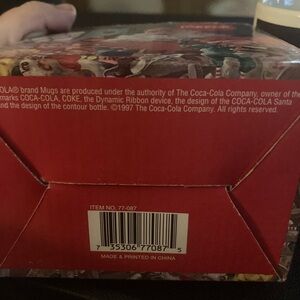 OLA® brand Mugs are produced under the authority of The Coca-Cola Company, owner of the
marks COCA-COLA, COKE, the Dynamic Ribbon device, the design of the COCA-COLA Santa
and the design of the contour bottle. ©1997 The Coca-Cola Company. All rights reserved.
ITEM NO. 77-087
7 35306 77087 5
MADE & PRINTED IN CHINA